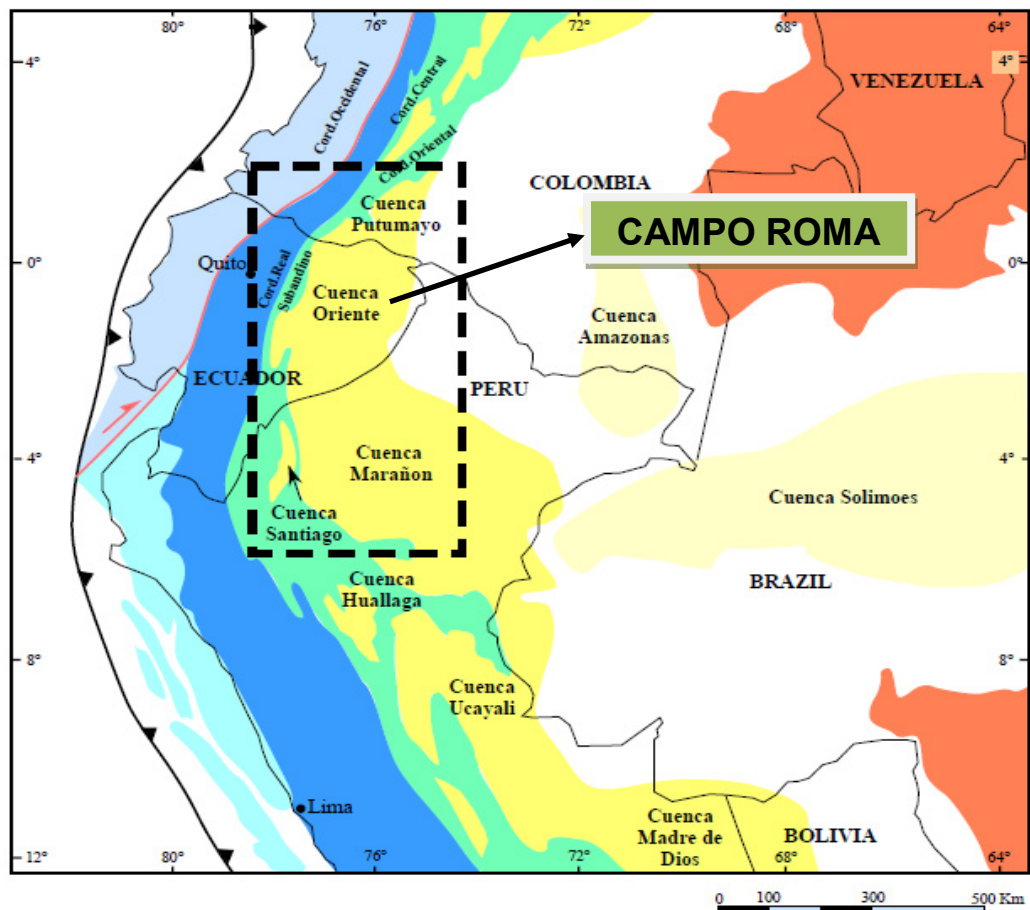 80°
76°
72°
68°
64°
4°
4°
VENEZUELA
Cord.Occidental
Cord.Central
Cord.Oriental
COLOMBIA
Cuenca
Putumayo
CAMPO ROMA
0°
Quito
0°
Cord.Real
Subandino
Cuenca
Oriente
Cuenca
Amazonas
ECUADOR
PERU
4°
4°
Cuenca
Marañon
Cuenca Solimoes
Cuenca
Santiago
Cuenca
Huallaga
BRAZIL
8°
8°
Cuenca
Ucayali
Lima
Cuenca
Madre de
Dios
BOLIVIA
12°
12°
80°
76°
72°
68°
64°
0 100 300 500 Km